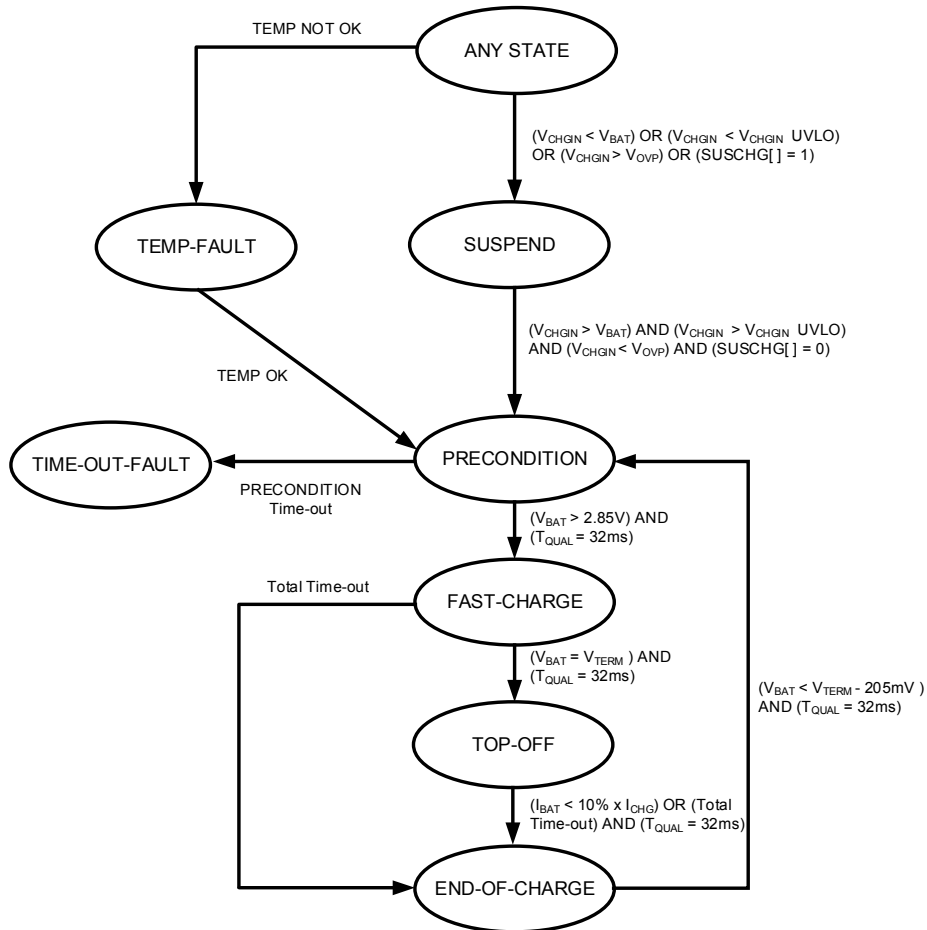 TEMP NOT OK
ANY STATE
(VCHGIN < VBAT) OR (VCHGIN < VCHGIN UVLO)
OR (VCHGIN > VOVP) OR (SUSCHG[ ] = 1)
TEMP-FAULT
SUSPEND
(VCHGIN > VBAT) AND (VCHGIN > VCHGIN UVLO)
AND (VCHGIN < VOVP) AND (SUSCHG[ ] = 0)
TEMP OK
TIME-OUT-FAULT
PRECONDITION
PRECONDITION
Time-out
(VBAT > 2.85V) AND
(TQUAL = 32ms)
Total Time-out
FAST-CHARGE
(VBAT = VTERM ) AND
(TQUAL = 32ms)
(VBAT < VTERM - 205mV )
AND (TQUAL = 32ms)
TOP-OFF
(IBAT < 10% x ICHG) OR (Total
Time-out) AND (TQUAL = 32ms)
END-OF-CHARGE